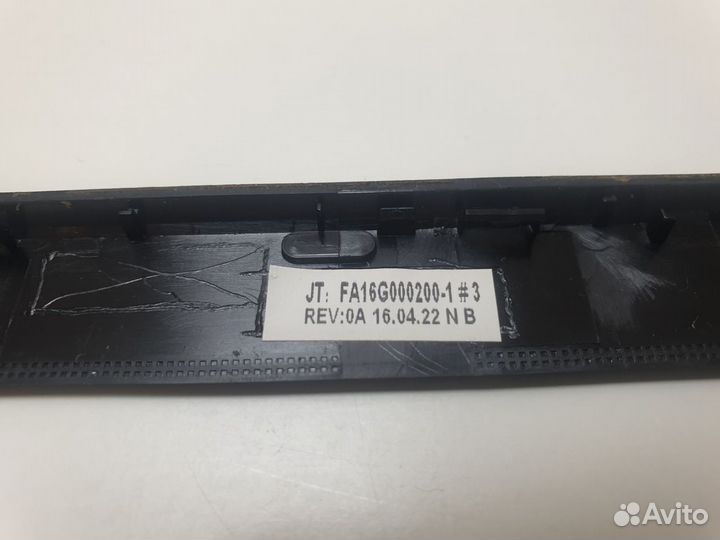 JT: FA16G000200-1 #3
REV:0A 16.04.22 N B
Avito